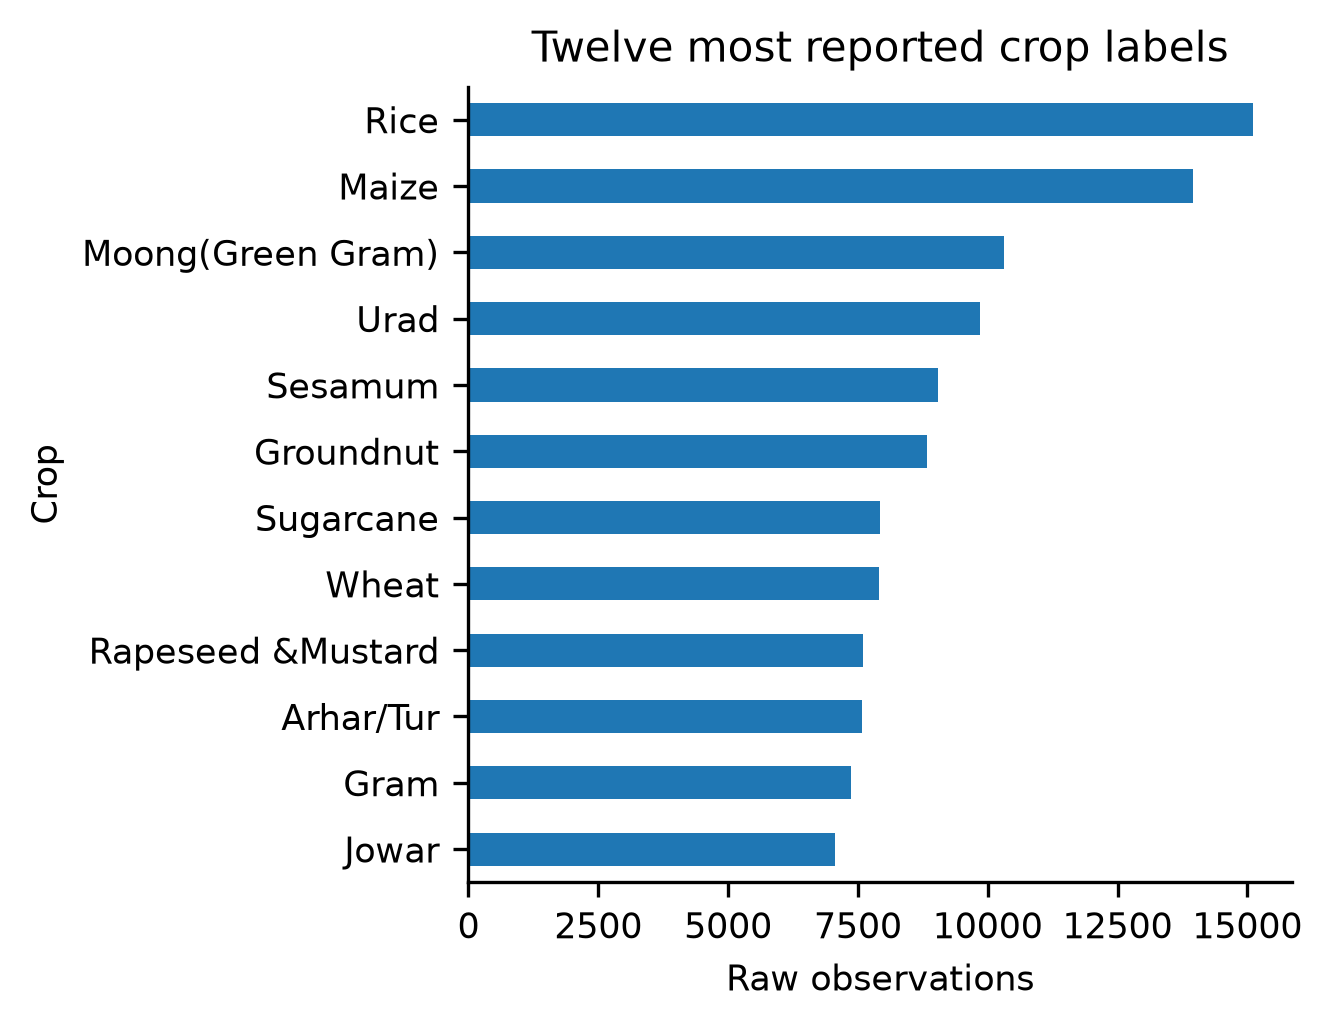 Twelve most reported crop labels
Rice
Maize
Moong(Green Gram)
Urad
Sesamum
Groundnut
Sugarcane
Wheat
Rapeseed &Mustard
Arhar/Tur
Gram
Jowar
Crop
0 2500 5000 7500 10000 12500 15000
Raw observations